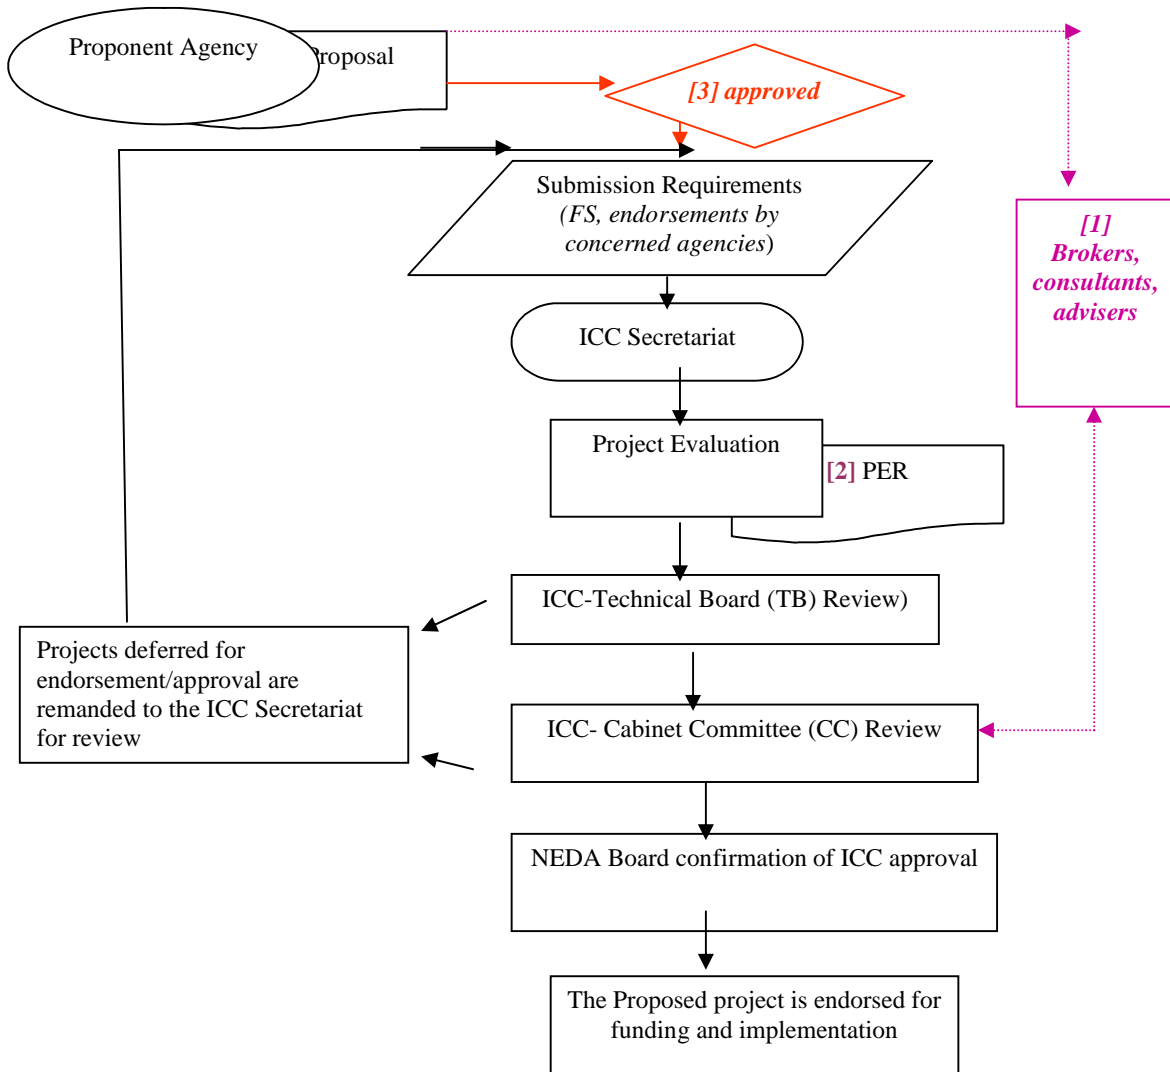 Proponent Agency
Proposal
[3] approved
Submission Requirements
(FS, endorsements by
concerned agencies)
[1]
Brokers,
consultants,
advisers
ICC Secretariat
Project Evaluation
[2] PER
ICC-Technical Board (TB) Review)
Projects deferred for
endorsement/approval are
remanded to the ICC Secretariat
for review
ICC- Cabinet Committee (CC) Review
NEDA Board confirmation of ICC approval
The Proposed project is endorsed for
funding and implementation